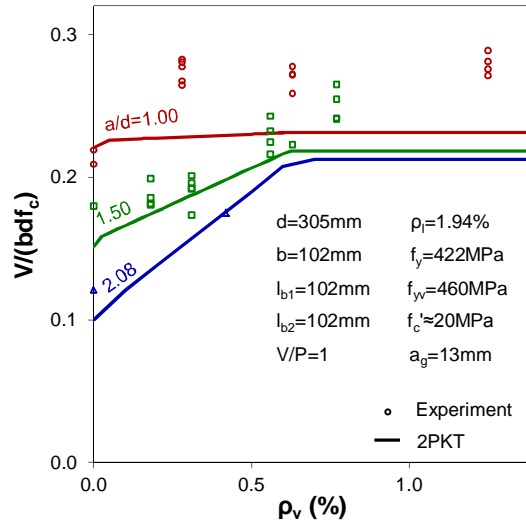 0.3
0.2
0.1
0.0
V/(bdf_c)
a/d=1.00
1.50
2.08
d=305mm ρ_l=1.94%
b=102mm f_y=422MPa
l_b1=102mm f_yv=460MPa
l_b2=102mm f_c'≈20MPa
V/P=1 a_g=13mm
Experiment
2PKT
0.0 0.5 1.0
ρ_v (%)